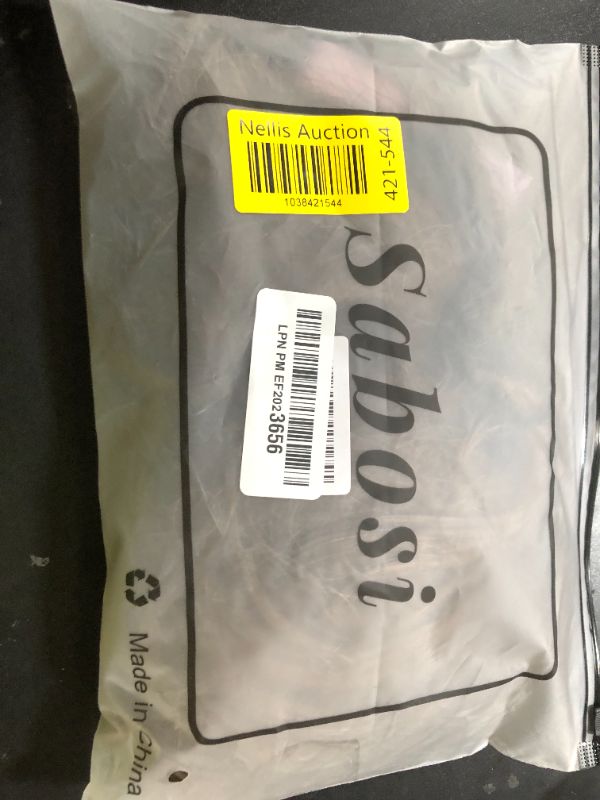 Nellis Auction
1038421544
421-544
Sabosi
LPN PM EF2023656
Made in China